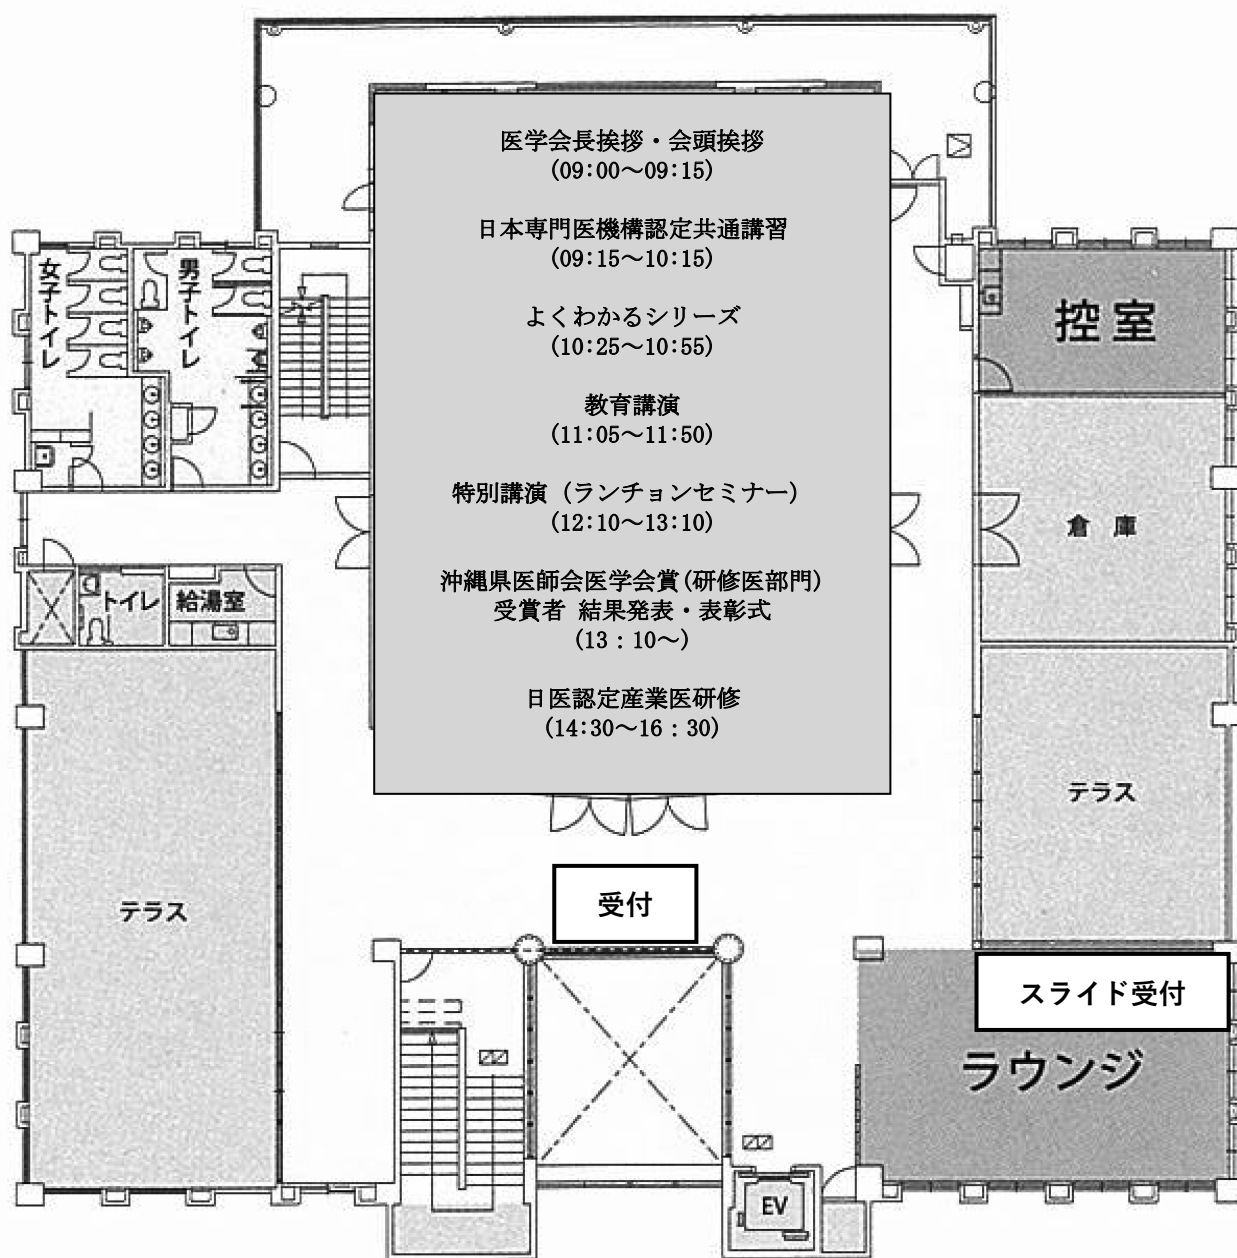 医学会長挨拶・会頭挨拶
(09:00～09:15)
日本専門医機構認定共通講習
(09:15～10:15)
よくわかるシリーズ
(10:25～10:55)
教育講演
(11:05～11:50)
特別講演（ランチョンセミナー）
(12:10～13:10)
沖縄県医師会医学会賞(研修医部門)
受賞者 結果発表・表彰式
(13：10～)
日医認定産業医研修
(14:30～16：30)
女子トイレ
男子トイレ
控室
倉庫
トイレ
給湯室
テラス
テラス
受付
スライド受付
ラウンジ
EV